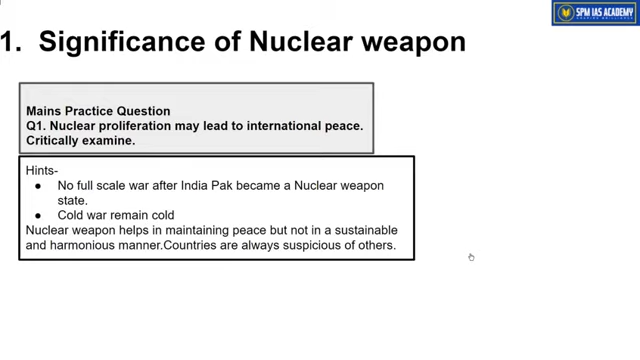 SPM IAS ACADEMY
1. Significance of Nuclear weapon
Mains Practice Question
Q1. Nuclear proliferation may lead to international peace.
Critically examine.
Hints-
● No full scale war after India Pak became a Nuclear weapon
state.
● Cold war remain cold
Nuclear weapon helps in maintaining peace but not in a sustainable
and harmonious manner.Countries are always suspicious of others.